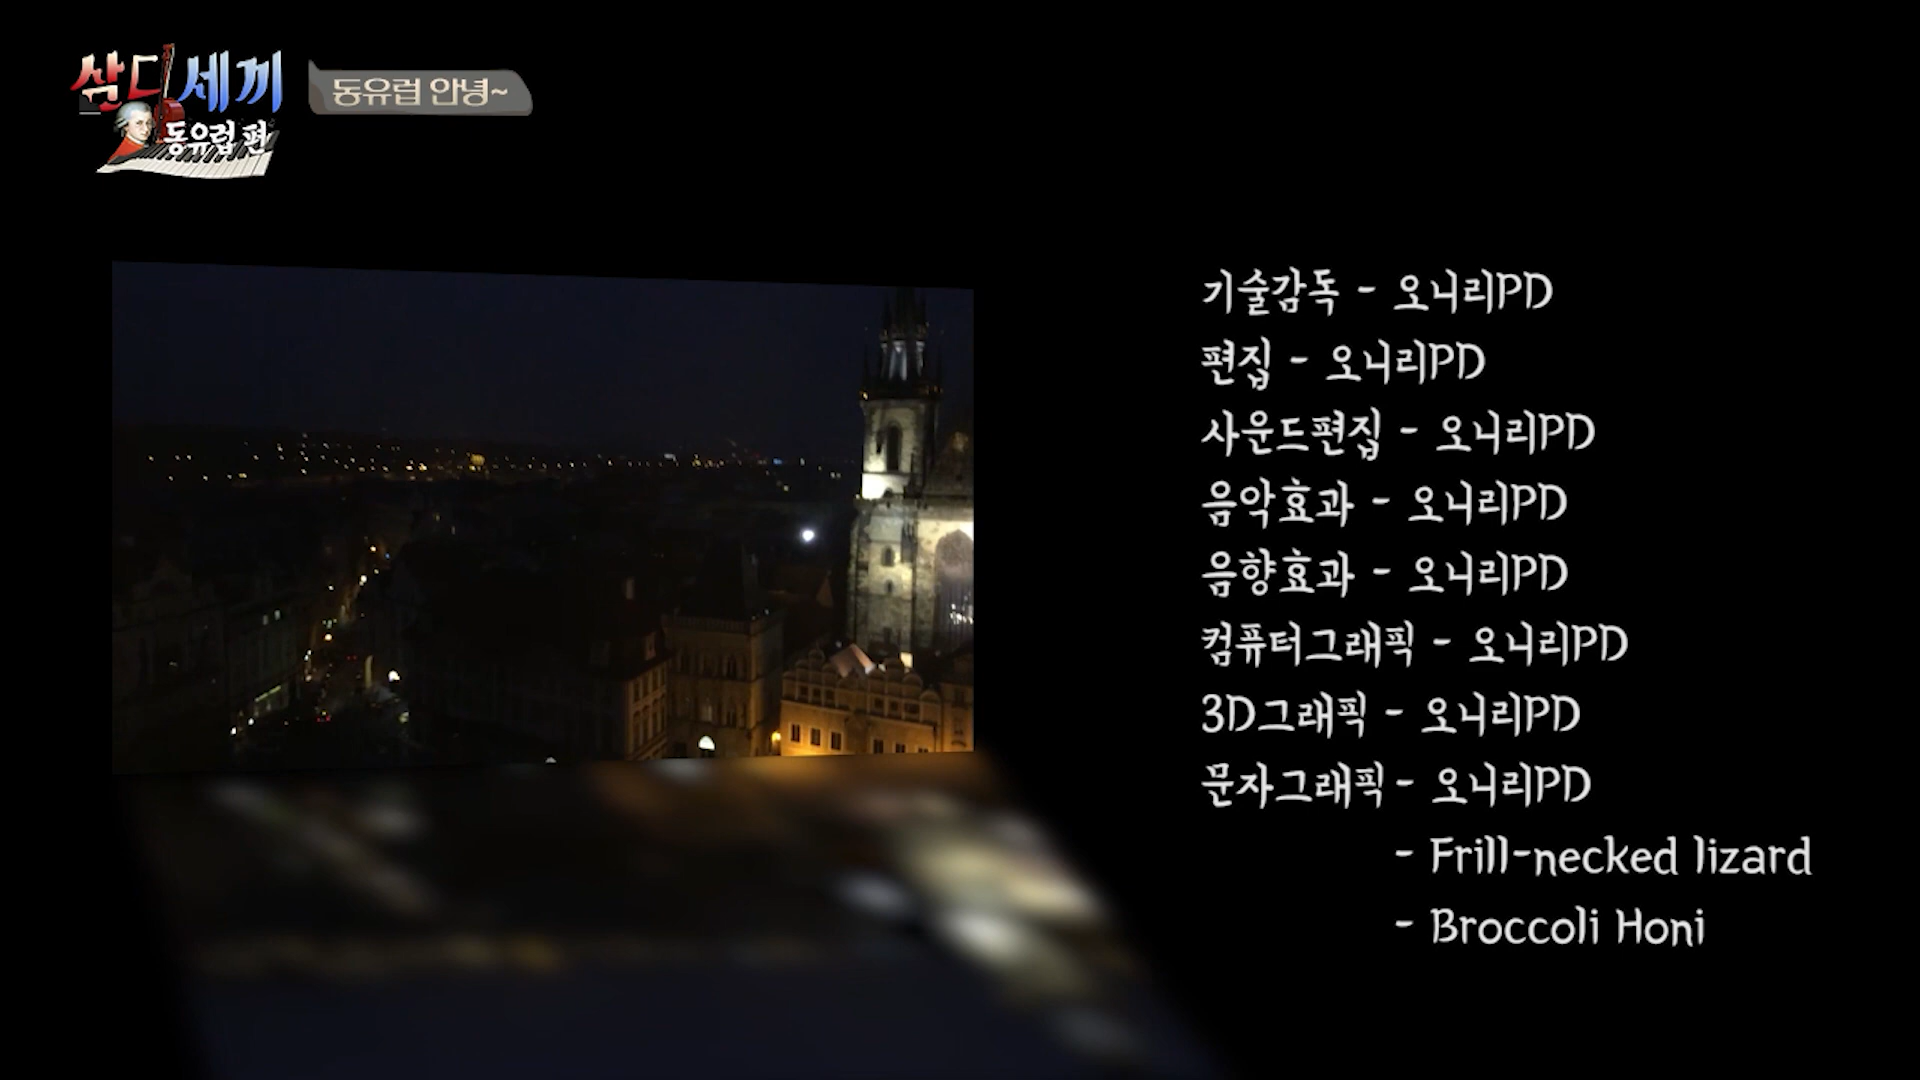 삼디세끼
동유럽 편
동유럽 안녕~
기술감독 - 오니리PD
편집 - 오니리PD
사운드편집 - 오니리PD
음악효과 - 오니리PD
음향효과 - 오니리PD
컴퓨터그래픽 - 오니리PD
3D그래픽 - 오니리PD
문자그래픽 - 오니리PD
- Frill-necked lizard
- Broccoli Honi